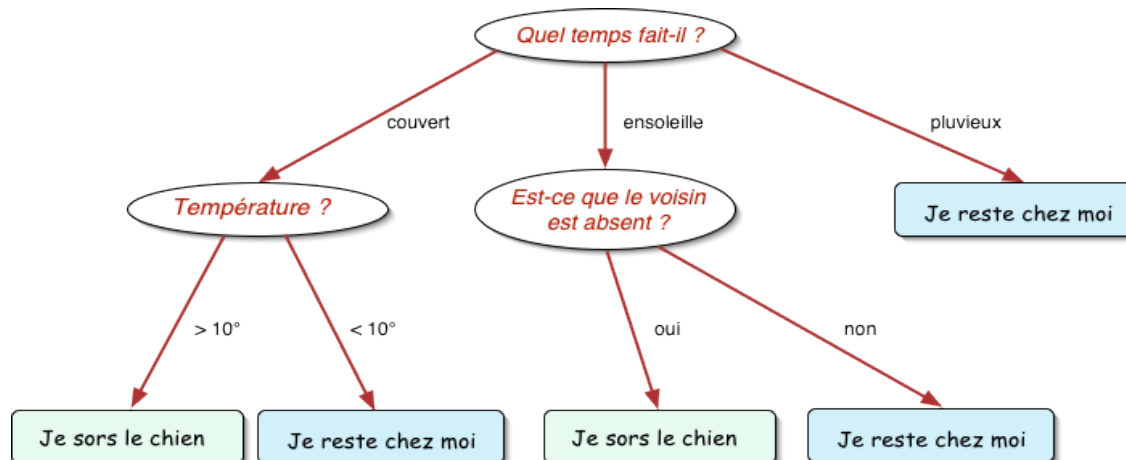 Quel temps fait-il ?
couvert
ensoleille
pluvieux
Température ?
Est-ce que le voisin
est absent ?
Je reste chez moi
> 10°
< 10°
oui
non
Je sors le chien
Je reste chez moi
Je sors le chien
Je reste chez moi